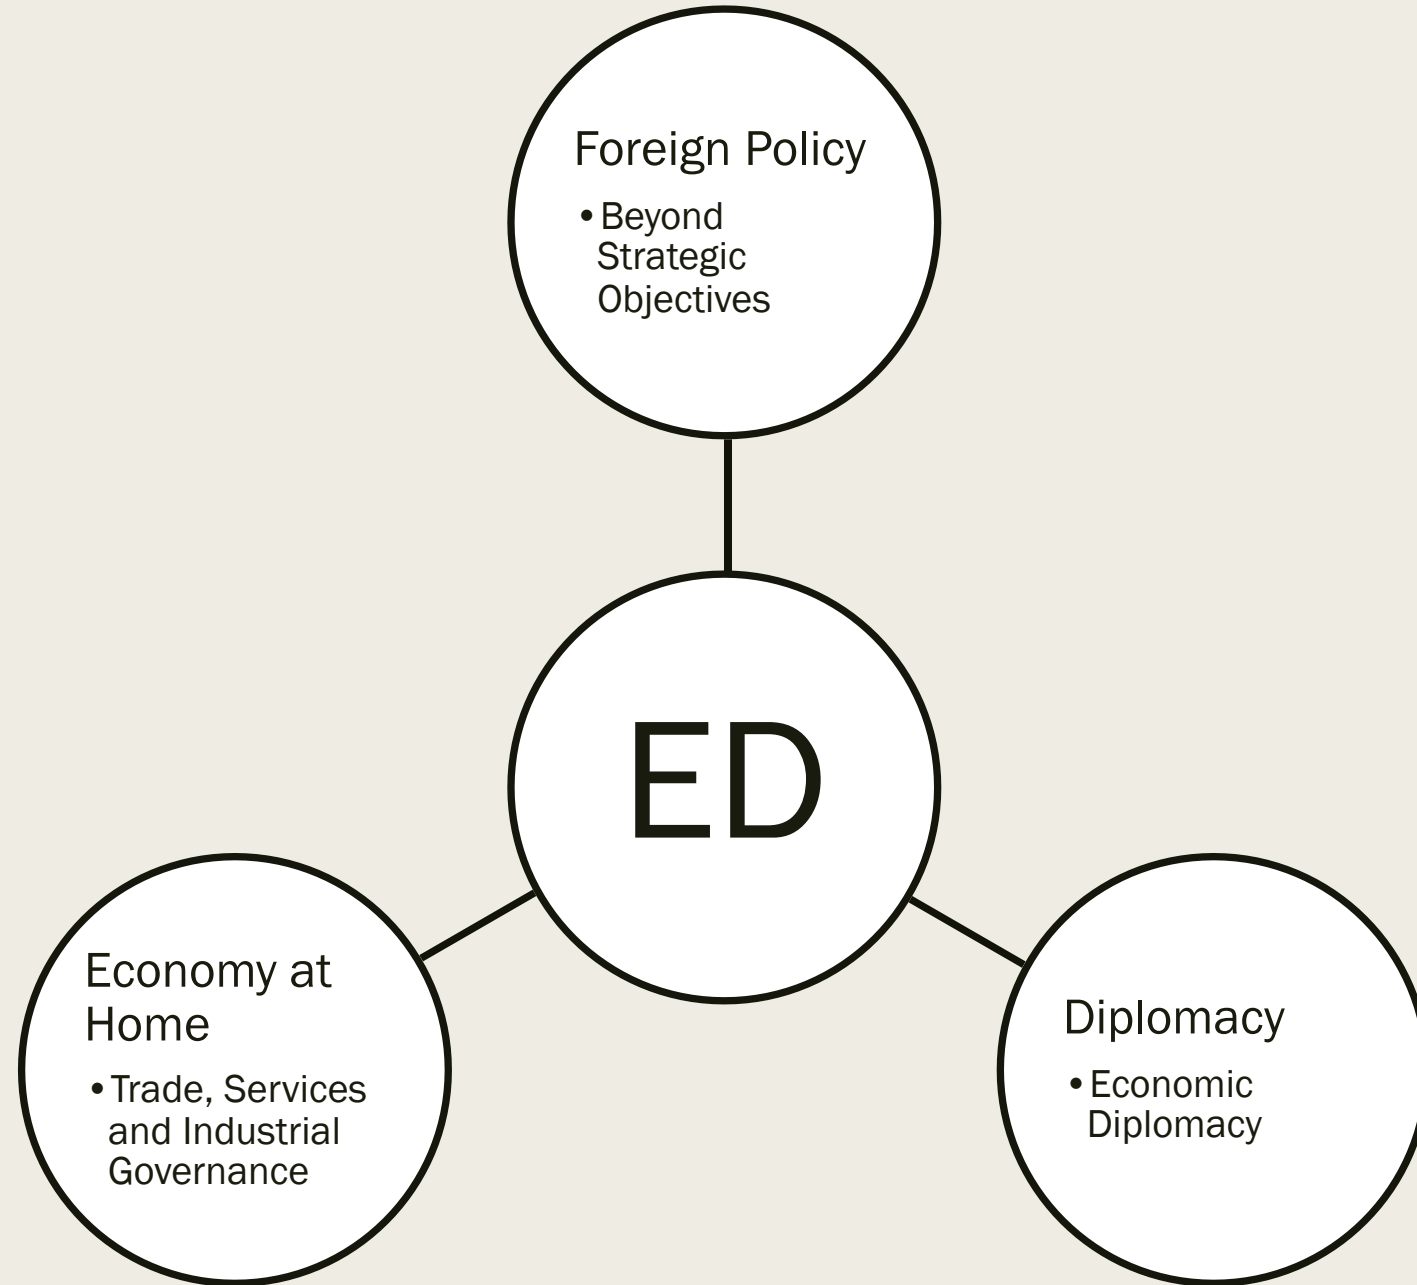 Foreign Policy
•Beyond
Strategic
Objectives
ED
Economy at
Home
•Trade, Services
and Industrial
Governance
Diplomacy
•Economic
Diplomacy